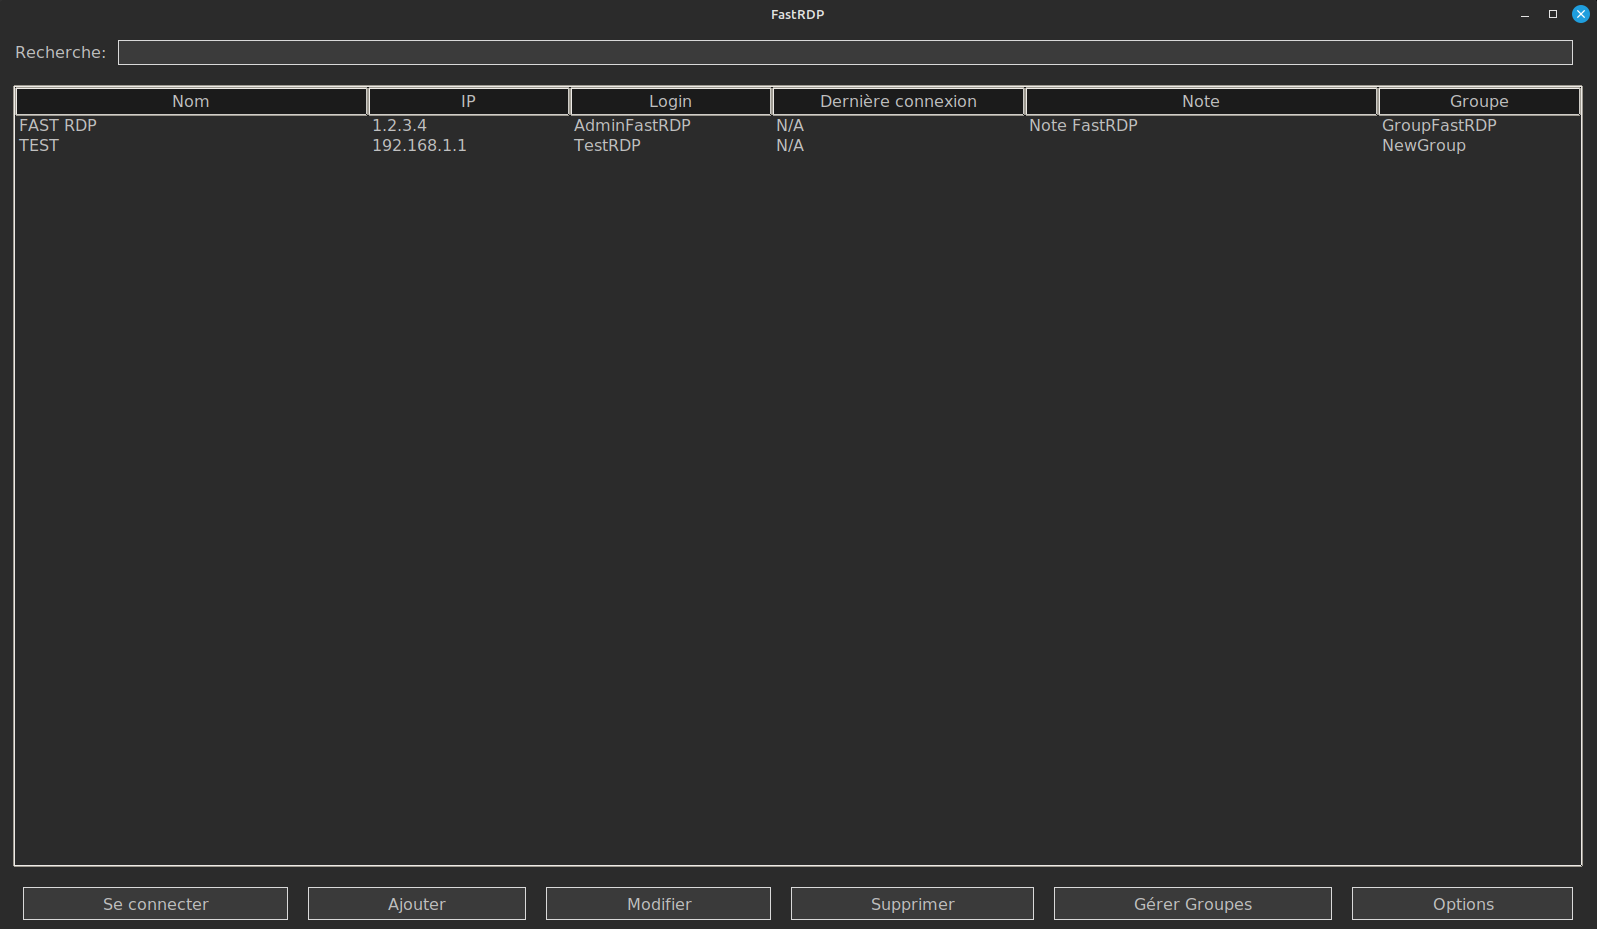 FastRDP
Recherche:
Nom IP Login Dernière connexion Note Groupe
FAST RDP 1.2.3.4 AdminFastRDP N/A Note FastRDP GroupFastRDP
TEST 192.168.1.1 TestRDP N/A NewGroup
Se connecter Ajouter Modifier Supprimer Gérer Groupes Options